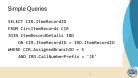 Simple Queries
SELECT CIR.ItemRecordID
FROM CircItemRecords CIR
JOIN ItemRecordDetails IRD
ON CIR.ItemRecordID = IRD.ItemRecordID
WHERE CIR.AssignedBranchID = 5
AND IRD.CallNumberPrefix = 'JE'